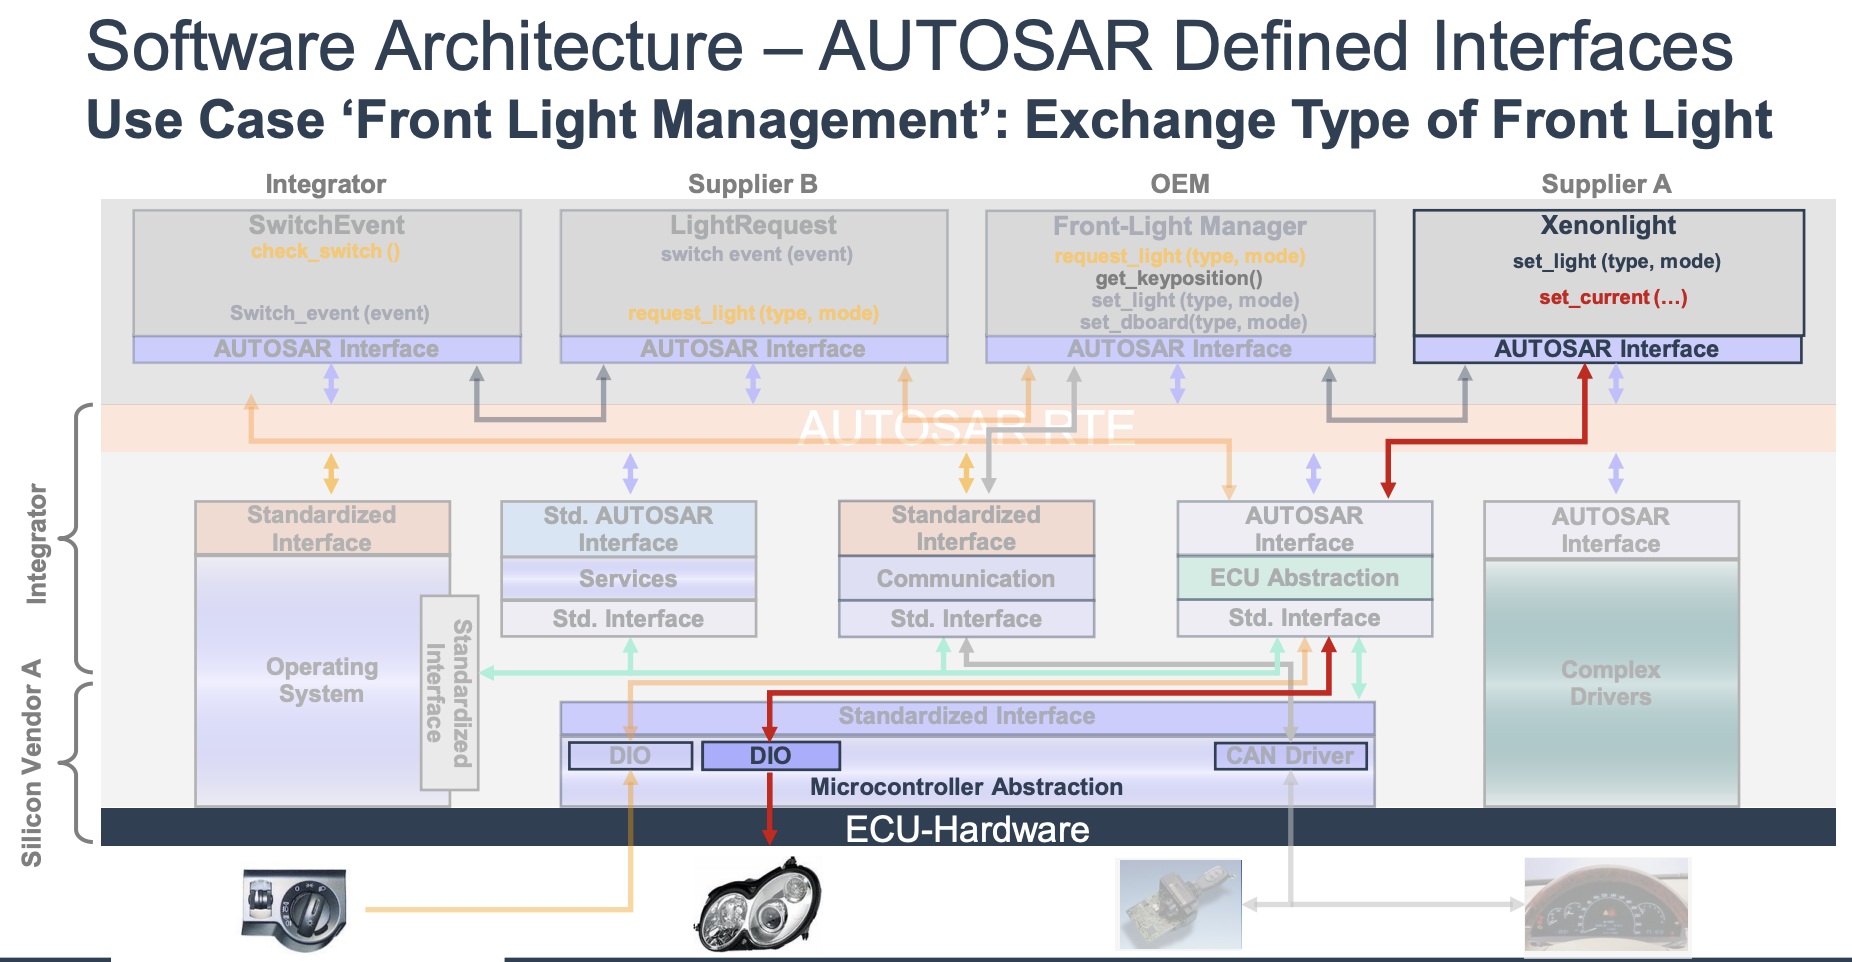 Software Architecture – AUTOSAR Defined Interfaces
Use Case ‘Front Light Management’: Exchange Type of Front Light
Integrator
Supplier B
OEM
Supplier A
SwitchEvent
check_switch ()
Switch_event (event)
AUTOSAR Interface
LightRequest
switch event (event)
request_light (type, mode)
AUTOSAR Interface
Front-Light Manager
request_light (type, mode)
get_keyposition()
set_light (type, mode)
set_dboard(type, mode)
AUTOSAR Interface
Xenonlight
set_light (type, mode)
set_current (…)
AUTOSAR Interface
AUTOSAR RTE
Integrator
Silicon Vendor A
Standardized
Interface
Operating
System
Standardized
Interface
Std. AUTOSAR
Interface
Services
Std. Interface
Standardized
Interface
Communication
Std. Interface
AUTOSAR
Interface
ECU Abstraction
Std. Interface
AUTOSAR
Interface
Complex
Drivers
Standardized Interface
DIO
DIO
CAN Driver
Microcontroller Abstraction
ECU-Hardware